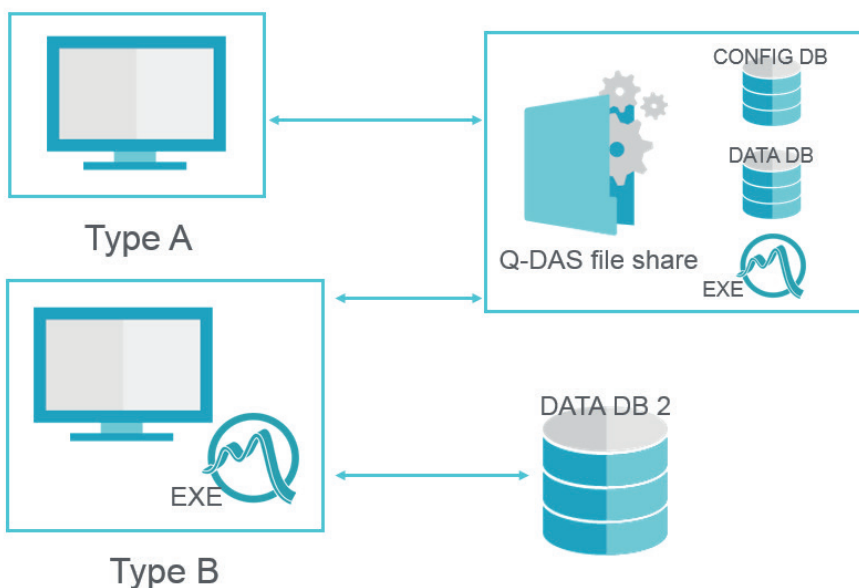 CONFIG DB
DATA DB
Q-DAS file share
EXE
Type A
DATA DB 2
EXE
Type B